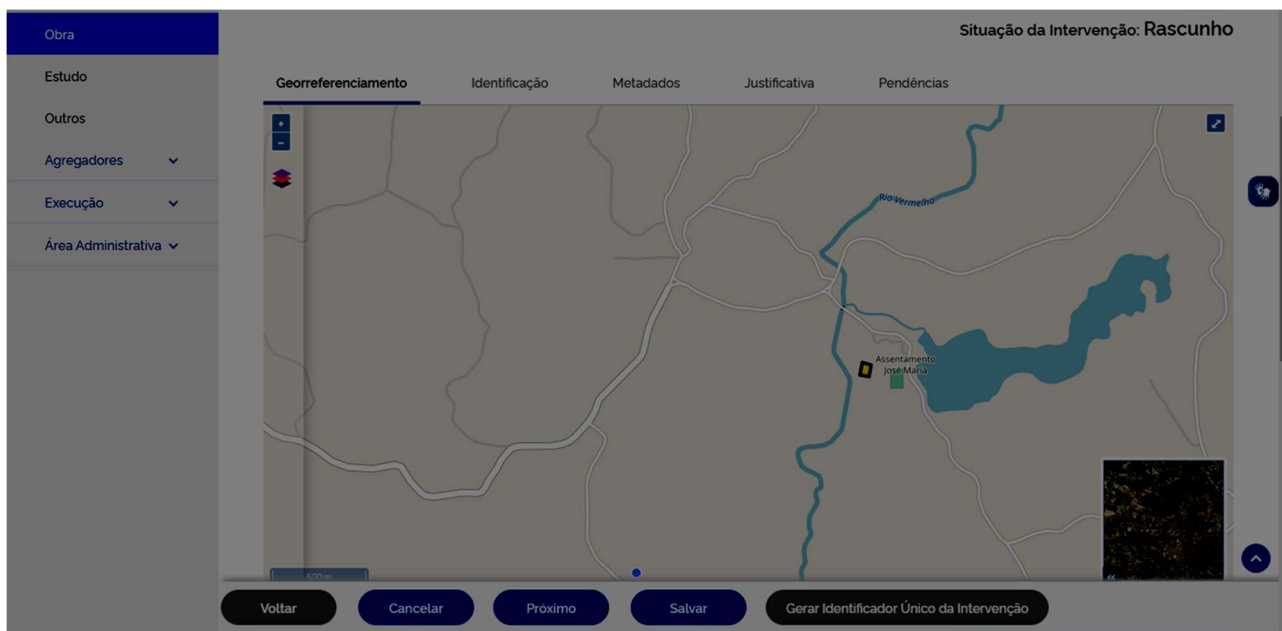 Obra
Situação da Intervenção: Rascunho
Estudo
Georreferenciamento
Identificação
Metadados
Justificativa
Pendências
Outros
Agregadores
Execução
Área Administrativa
+
-
Rio Vermelho
Assentamento
José Maria
500 m
«
Voltar
Cancelar
Próximo
Salvar
Gerar Identificador Único da Intervenção